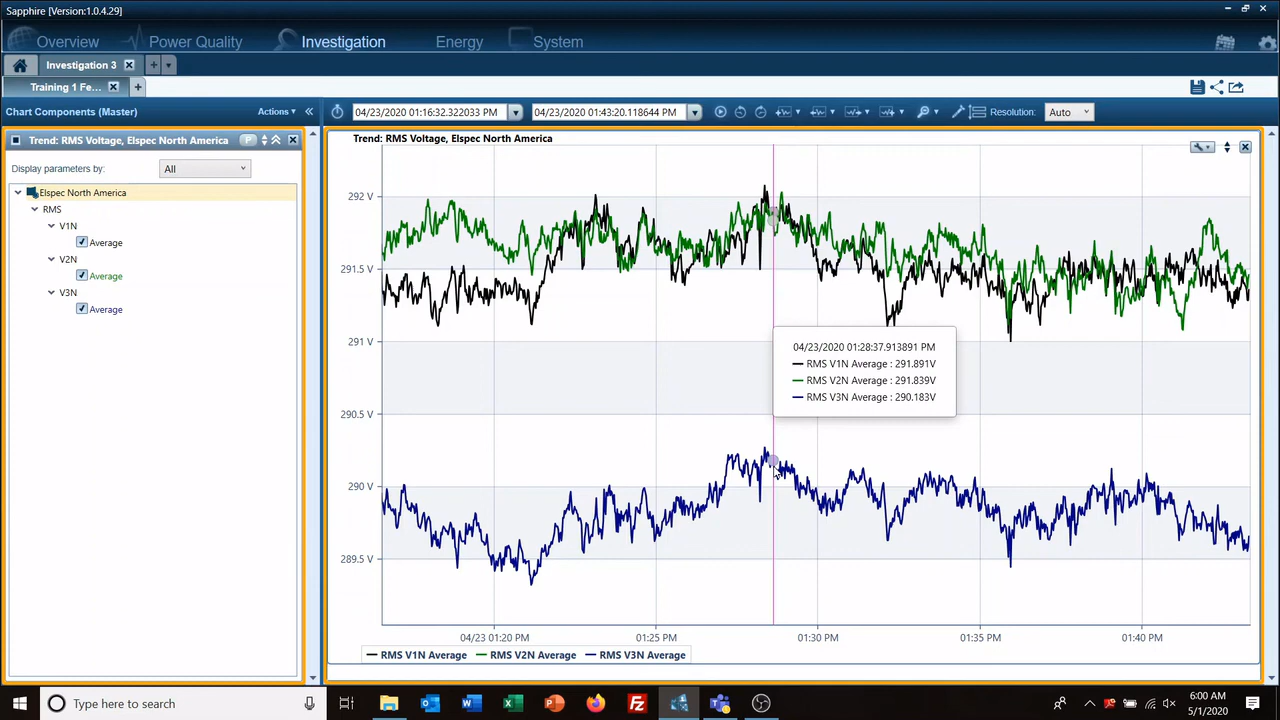 Sapphire [Version:1.0.4.29]
Overview Power Quality Investigation Energy System
Investigation 3
Training 1 Fe...
Chart Components (Master) Actions
04/23/2020 01:16:32.322033 PM 04/23/2020 01:43:20.118644 PM Resolution: Auto
Trend: RMS Voltage, Elspec North America P
Display parameters by: All
Elspec North America
RMS
V1N
Average
V2N
Average
V3N
Average
Trend: RMS Voltage, Elspec North America
292 V
291.5 V
291 V
290.5 V
290 V
289.5 V
04/23/2020 01:28:37.913891 PM
RMS V1N Average : 291.891V
RMS V2N Average : 291.839V
RMS V3N Average : 290.183V
04/23 01:20 PM 01:25 PM 01:30 PM 01:35 PM 01:40 PM
RMS V1N Average RMS V2N Average RMS V3N Average
Type here to search
6:00 AM
5/1/2020